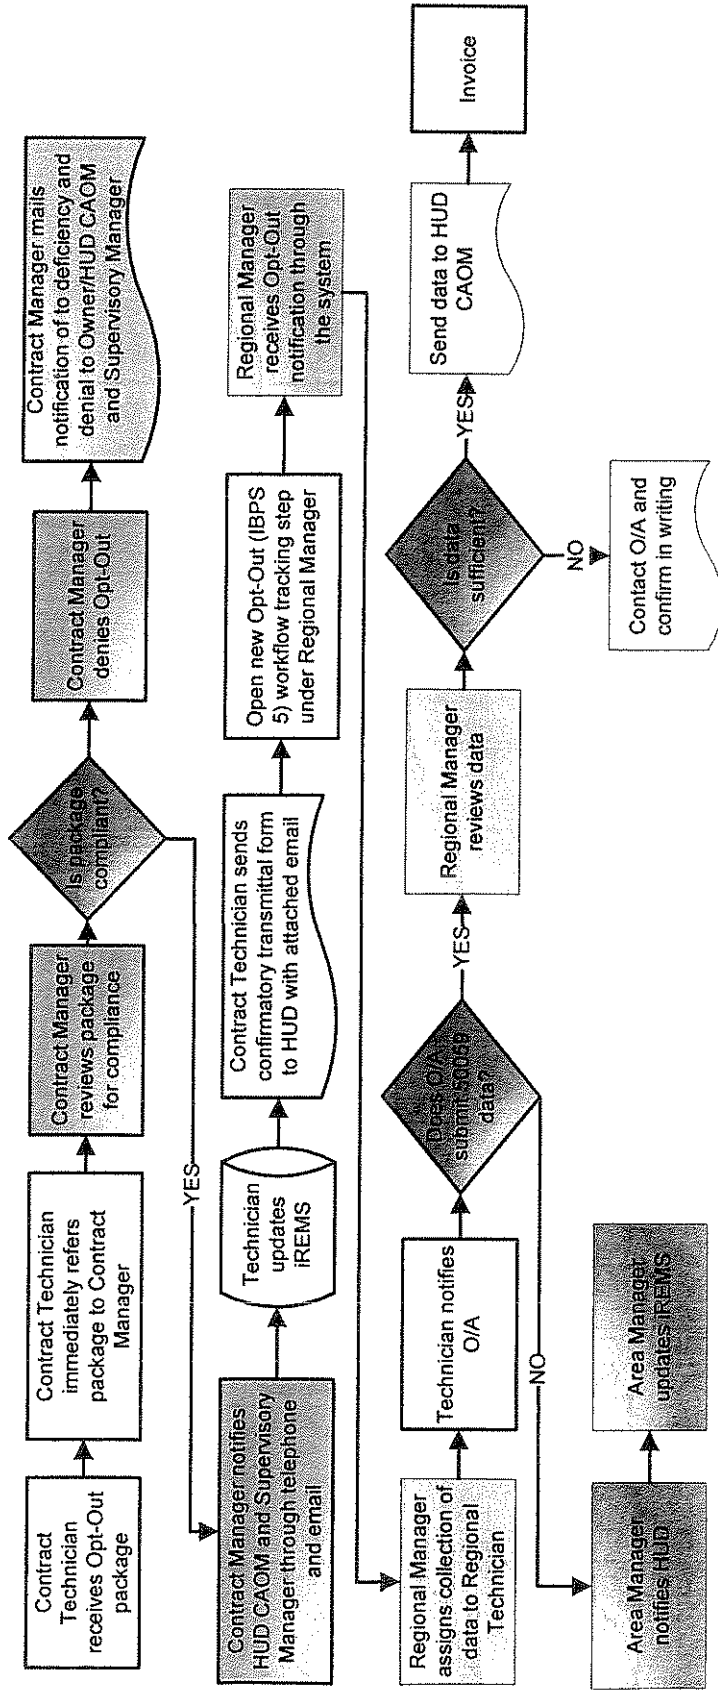 Contract
Technician
receives Opt-Out
package
Contract Technician
immediately refers
package to Contract
Manager
Contract Manager
reviews package
for compliance
Is package
compliant?
Contract Manager
denies Opt-Out
Contract Manager mails
notification of to deficiency and
denial to Owner/HUD CAOM
and Supervisory Manager
YES
Contract Manager notifies
HUD CAOM and Supervisory
Manager through telephone
and email
Technician
updates
iREMS
Contract Technician sends
confirmatory transmittal form
to HUD with attached email
Open new Opt-Out (IBPS
5) workflow tracking step
under Regional Manager
Regional Manager
receives Opt-Out
notification through
the system
Regional Manager
assigns collection of
data to Regional
Technician
Technician notifies
O/A
Does O/A
submit 50059
data?
YES
Regional Manager
reviews data
Is data
sufficient?
YES
Send data to HUD
CAOM
Invoice
NO
Contact O/A and
confirm in writing
NO
Area Manager
notifies HUD
Area Manager
updates iREMS